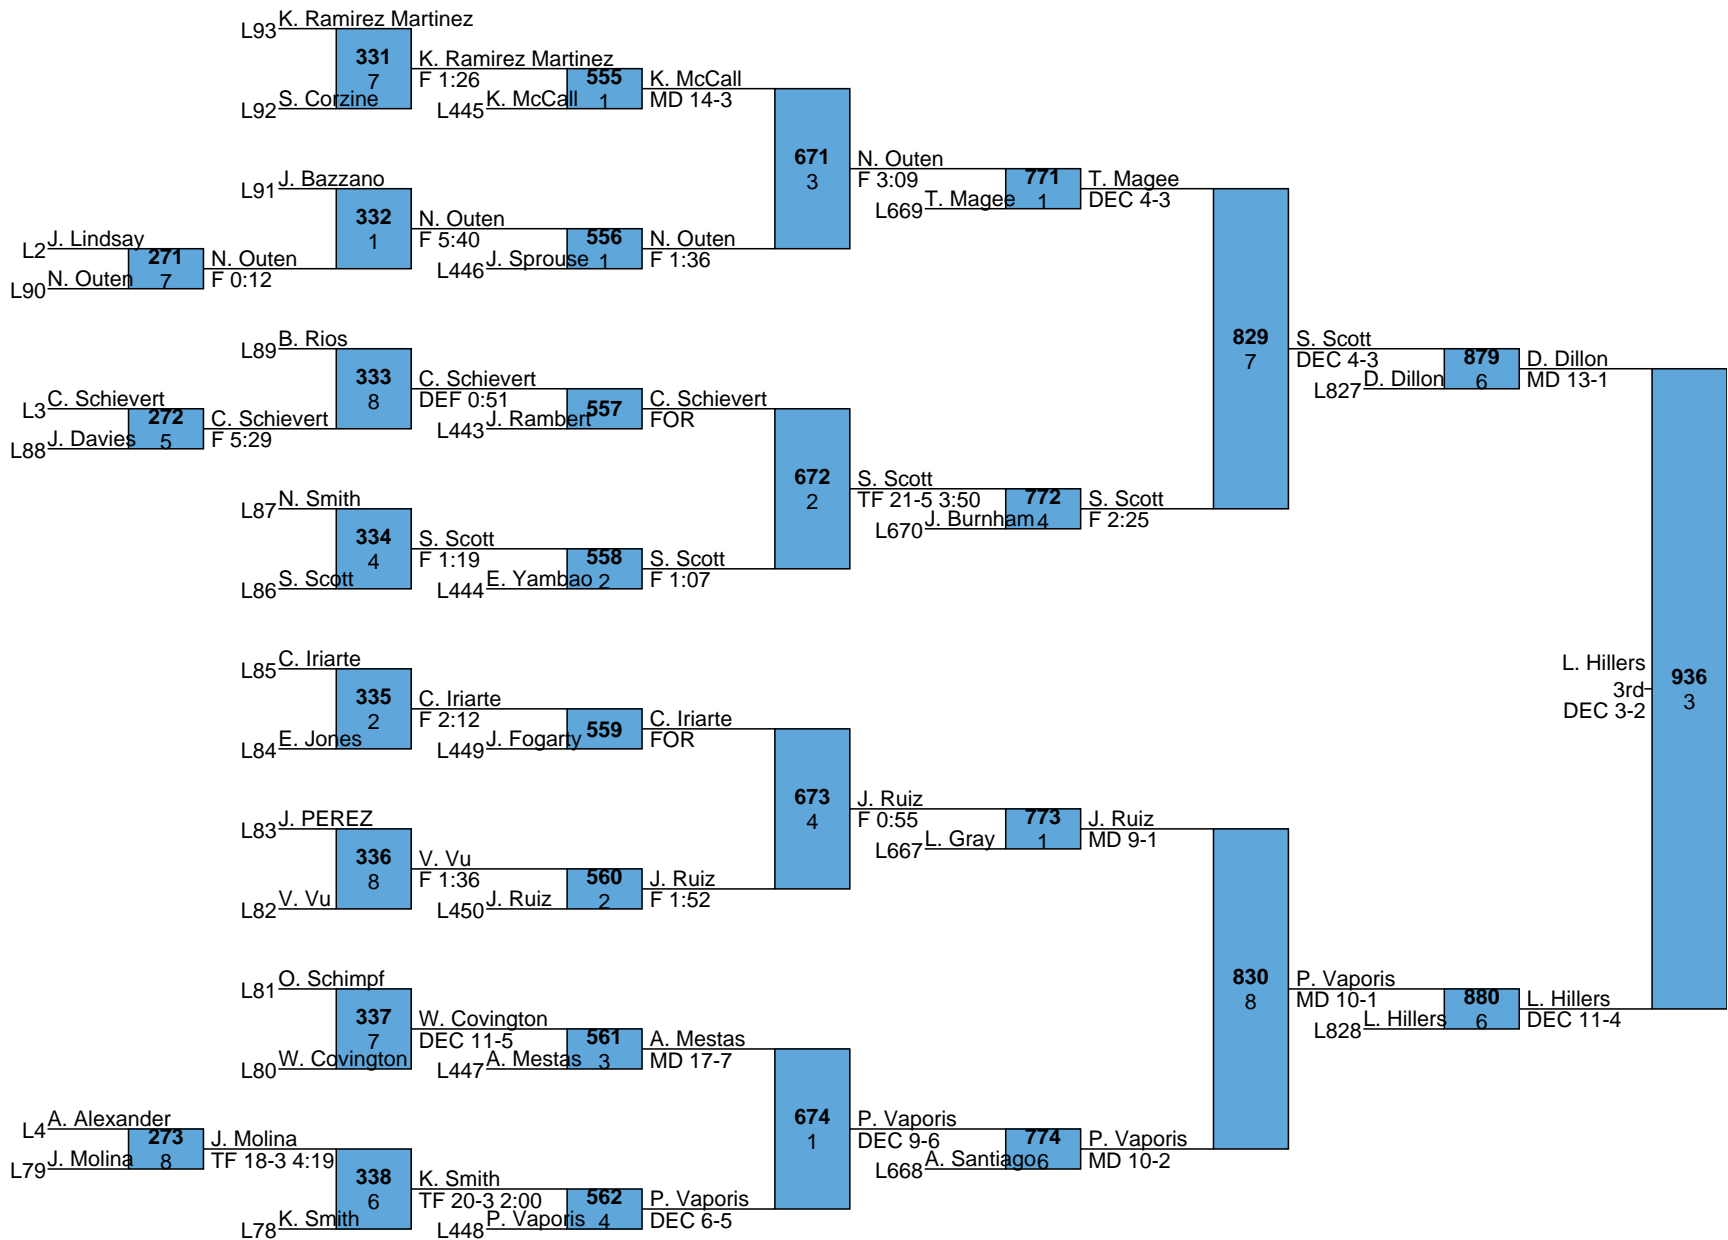 L93 K. Ramirez Martinez
331
7
L92 S. Corzine
K. Ramirez Martinez
F 1:26
L445 K. McCall
555
1
K. McCall
MD 14-3
L91 J. Bazzano
332
1
L2 J. Lindsay
L90 N. Outen
271
7
N. Outen
F 0:12
N. Outen
F 5:40
L446 J. Sprouse
556
1
N. Outen
F 1:36
671
3
N. Outen
F 3:09
L669 T. Magee
771
1
T. Magee
DEC 4-3
L89 B. Rios
333
8
L3 C. Schievert
L88 J. Davies
272
5
C. Schievert
F 5:29
C. Schievert
DEF 0:51
L443 J. Rambert
557
C. Schievert
FOR
L87 N. Smith
334
4
L86 S. Scott
S. Scott
F 1:19
L444 E. Yambao
558
2
S. Scott
F 1:07
672
2
S. Scott
TF 21-5 3:50
L670 J. Burnham
772
4
S. Scott
F 2:25
829
7
S. Scott
DEC 4-3
L827 D. Dillon
879
6
D. Dillon
MD 13-1
L85 C. Iriarte
335
2
L84 E. Jones
C. Iriarte
F 2:12
L449 J. Fogarty
559
C. Iriarte
FOR
L83 J. PEREZ
336
8
L82 V. Vu
V. Vu
F 1:36
L450 J. Ruiz
560
2
J. Ruiz
F 1:52
673
4
J. Ruiz
F 0:55
L667 L. Gray
773
1
J. Ruiz
MD 9-1
L81 O. Schimpf
337
7
L80 W. Covington
W. Covington
DEC 11-5
L447 A. Mestas
561
3
A. Mestas
MD 17-7
L4 A. Alexander
L79 J. Molina
273
8
J. Molina
TF 18-3 4:19
338
6
L78 K. Smith
K. Smith
TF 20-3 2:00
L448 P. Vaporis
562
4
P. Vaporis
DEC 6-5
674
1
P. Vaporis
DEC 9-6
L668 A. Santiago
774
6
P. Vaporis
MD 10-2
830
8
P. Vaporis
MD 10-1
L828 L. Hillers
880
6
L. Hillers
DEC 11-4
936
3
L. Hillers
3rd
DEC 3-2